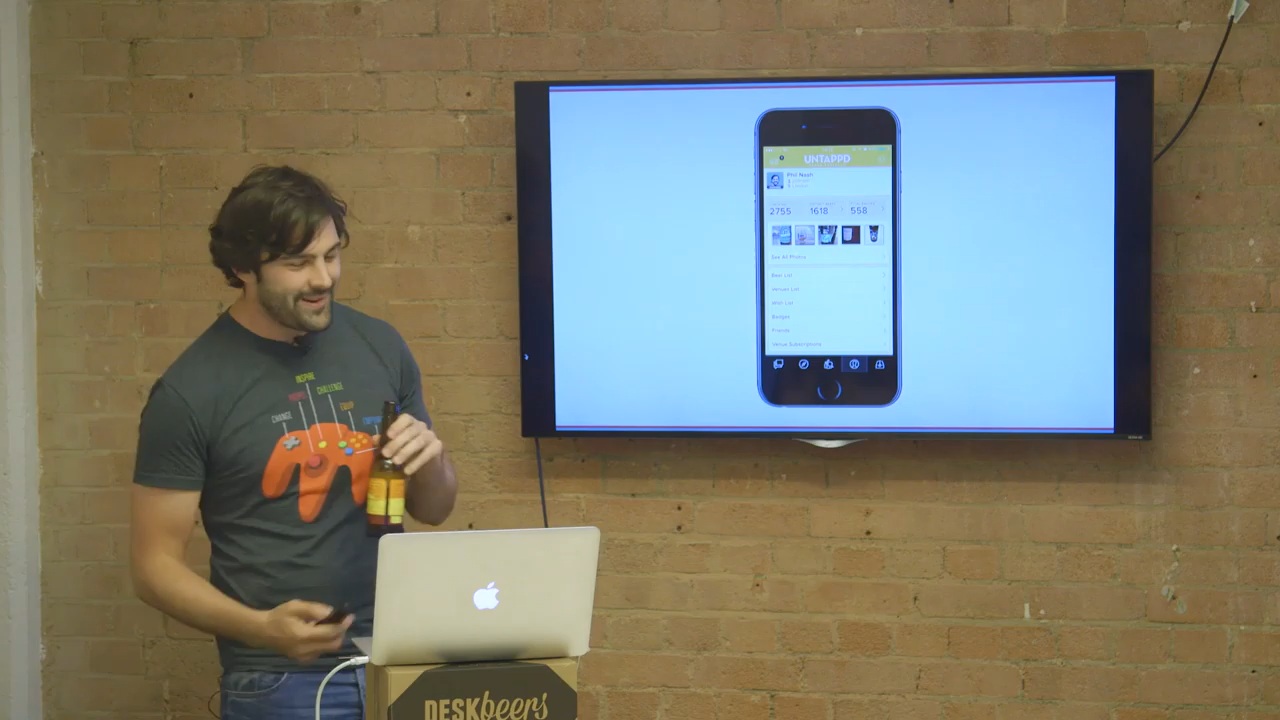 UNTAPPD
Phil Nash
2755 1618 558
See All Photos
Beer List
Venues List
Wish List
Badges
Friends
Venue Subscriptions
INSPIRE
CHALLENGE
CHANGE
DESKbeers